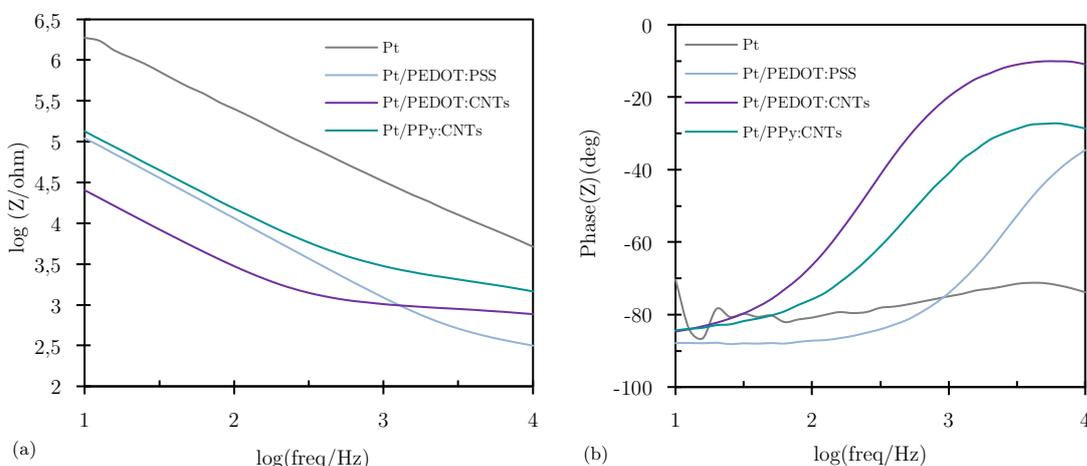 6,5
6
5,5
5
4,5
4
3,5
3
2,5
2
log (Z/ohm)
Pt
Pt/PEDOT:PSS
Pt/PEDOT:CNTs
Pt/PPy:CNTs
1 2 3 4
log(freq/Hz)
(a)
0
-20
-40
-60
-80
-100
Phase(Z)(deg)
Pt
Pt/PEDOT:PSS
Pt/PEDOT:CNTs
Pt/PPy:CNTs
1 2 3 4
log(freq/Hz)
(b)